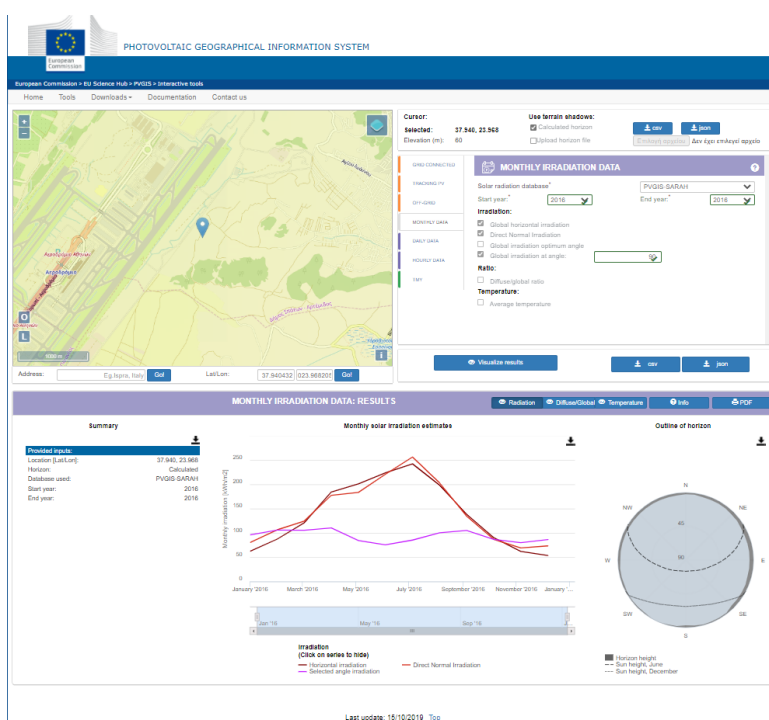 European
Commission
PHOTOVOLTAIC GEOGRAPHICAL INFORMATION SYSTEM
European Commission > EU Science Hub > PVGIS > Interactive tools
Home Tools Downloads Documentation Contact us
Cursor:
Selected: 37.940, 23.968
Elevation (m): 60
Use terrain shadows:
Calculated horizon
Upload horizon file
csv json
Επιλογή αρχείου Δεν έχει επιλεγεί αρχείο
GRID CONNECTED
TRACKING PV
OFF-GRID
MONTHLY DATA
DAILY DATA
HOURLY DATA
TMY
MONTHLY IRRADIATION DATA
Solar radiation database* PVGIS-SARAH
Start year:* 2016 End year:* 2016
Irradiation:
Global horizontal irradiation
Direct Normal Irradiation
Global irradiation optimum angle
Global irradiation at angle: 90
Ratio:
Diffuse/global ratio
Temperature:
Average temperature
Visualize results csv json
+
−
O
L
i
Address: Eg.Ispra, Italy Go! Lat/Lon: 37.940432 023.968205 Go!
MONTHLY IRRADIATION DATA: RESULTS
Radiation Diffuse/Global Temperature Info PDF
Summary
Provided inputs:
Location [Lat/Lon]: 37.940, 23.968
Horizon: Calculated
Database used: PVGIS-SARAH
Start year: 2016
End year: 2016
Monthly solar irradiation estimates
Monthly irradiation [kWh/m2]
250
200
150
100
50
0
January '2016 March '2016 May '2016 July '2016 September '2016 November '2016 January '...
Jan '16 May '16 Sep '16 J...
Irradiation
(Click on series to hide)
Horizontal irradiation Direct Normal Irradiation
Selected angle irradiation
Outline of horizon
N
NW NE
45
W 90 E
SW SE
S
Horizon height
Sun height, June
Sun height, December
Last update: 15/10/2019 Top